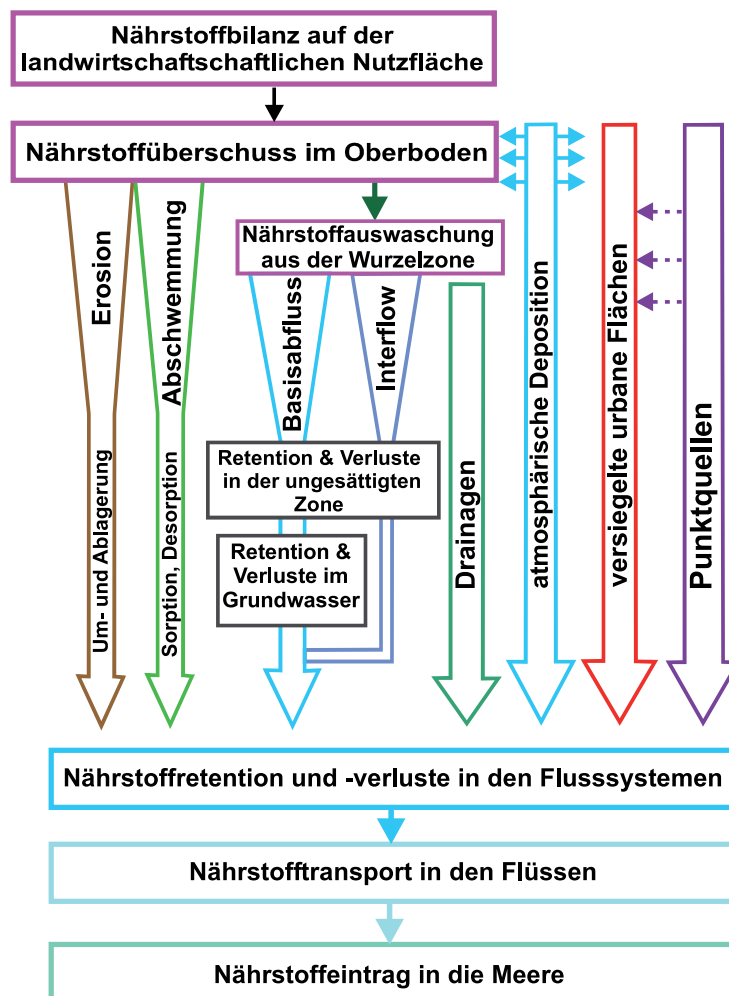 Nährstoffbilanz auf der
landwirtschaftschaftlichen Nutzfläche
Nährstoffüberschuss im Oberboden
Nährstoffauswaschung
aus der Wurzelzone
Erosion
Um- und Ablagerung
Abschwemmung
Sorption, Desorption
Basisabfluss
Interflow
Retention & Verluste
in der ungesättigten
Zone
Retention &
Verluste im
Grundwasser
Drainagen
atmosphärische Deposition
versiegelte urbane Flächen
Punktquellen
Nährstoffretention und -verluste in den Flusssystemen
Nährstofftransport in den Flüssen
Nährstoffeintrag in die Meere